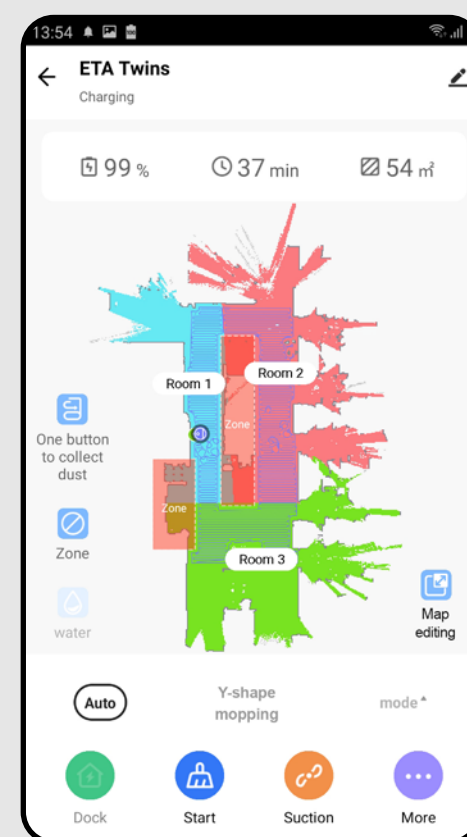 13:54
ETA Twins
Charging
99 %
37 min
54 ㎡
Room 1
Room 2
Zone
Zone
Room 3
One button
to collect
dust
Zone
water
Map
editing
Auto
Y-shape
mopping
mode
Dock
Start
Suction
More